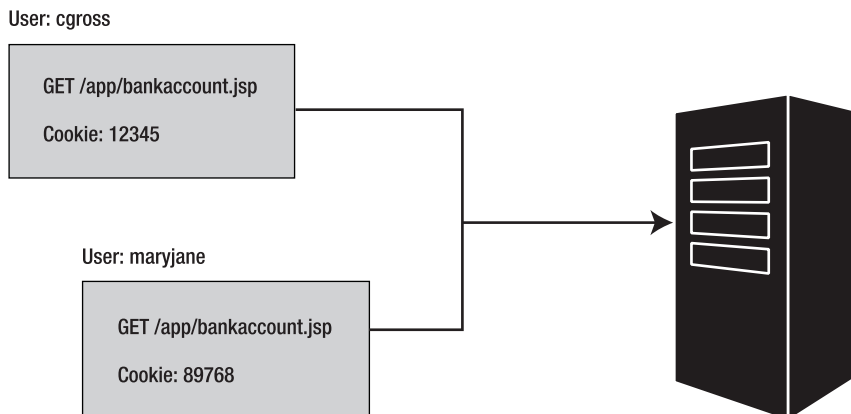 User: cgross
GET /app/bankaccount.jsp
Cookie: 12345
User: maryjane
GET /app/bankaccount.jsp
Cookie: 89768